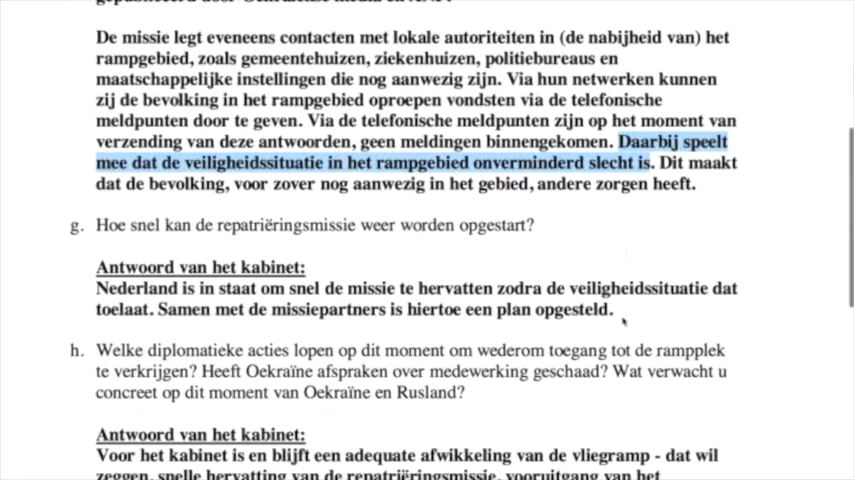 De missie legt eveneens contacten met lokale autoriteiten in (de nabijheid van) het
rampgebied, zoals gemeentehuizen, ziekenhuizen, politiebureaus en
maatschappelijke instellingen die nog aanwezig zijn. Via hun netwerken kunnen
zij de bevolking in het rampgebied oproepen vondsten via de telefonische
meldpunten door te geven. Via de telefonische meldpunten zijn op het moment van
verzending van deze antwoorden, geen meldingen binnengekomen. Daarbij speelt
mee dat de veiligheidssituatie in het rampgebied onverminderd slecht is. Dit maakt
dat de bevolking, voor zover nog aanwezig in het gebied, andere zorgen heeft.
g. Hoe snel kan de repatriëringsmissie weer worden opgestart?
Antwoord van het kabinet:
Nederland is in staat om snel de missie te hervatten zodra de veiligheidssituatie dat
toelaat. Samen met de missiepartners is hiertoe een plan opgesteld.
h. Welke diplomatieke acties lopen op dit moment om wederom toegang tot de rampplek
te verkrijgen? Heeft Oekraïne afspraken over medewerking geschaad? Wat verwacht u
concreet op dit moment van Oekraïne en Rusland?
Antwoord van het kabinet:
Voor het kabinet is en blijft een adequate afwikkeling van de vliegramp - dat wil
zeggen, snelle hervatting van de repatriëringsmissie, vooruitgang van het